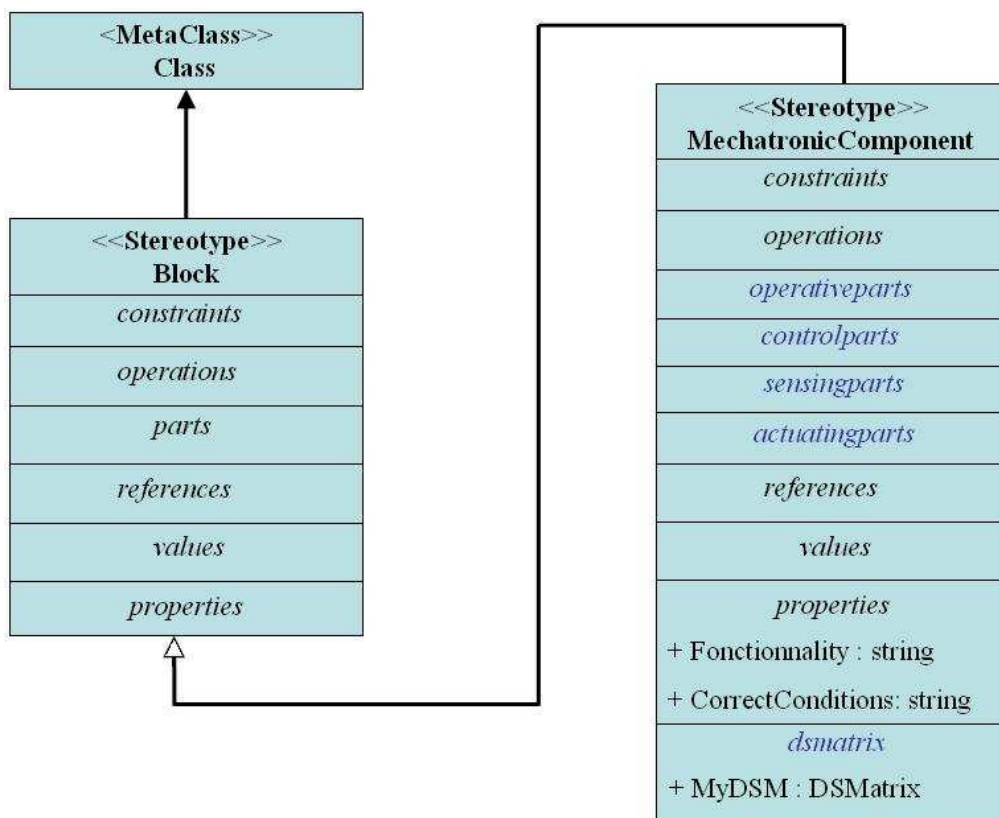 <MetaClass>>
Class
<<Stereotype>>
Block
constraints
operations
parts
references
values
properties
<<Stereotype>>
MechatronicComponent
constraints
operations
operativeparts
controlparts
sensingparts
actuatingparts
references
values
properties
+ Fonctionnality : string
+ CorrectConditions: string
dsmatrix
+ MyDSM : DSMatrix